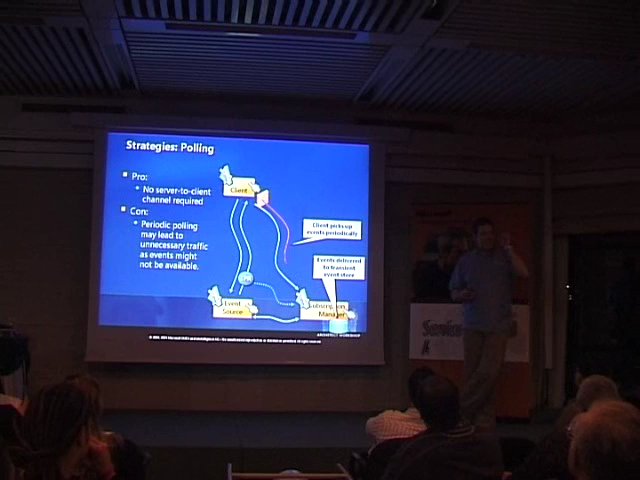 Strategies: Polling
Pro:
No server-to-client
channel required
Con:
Periodic polling
may lead to
unnecessary traffic
as events might
not be available.
Client
Client picks up
events periodically
Events delivered
to transient
event store
Event
Source
Manager